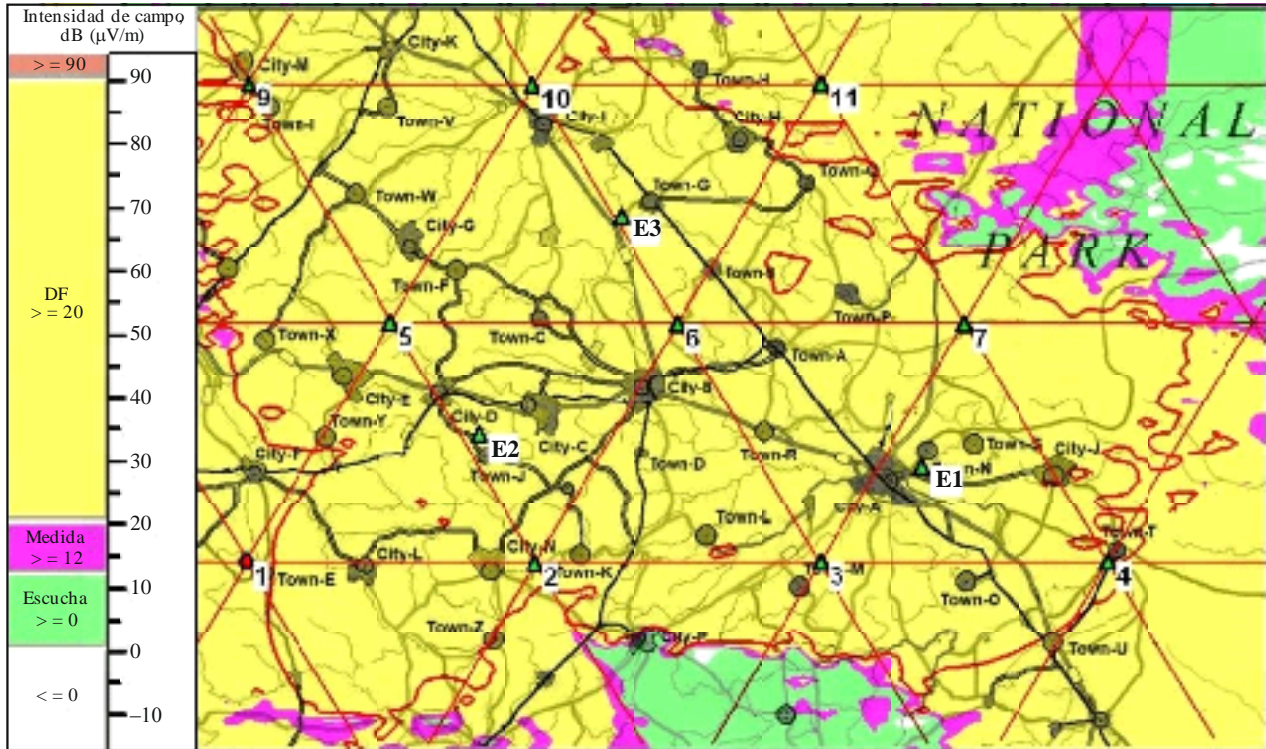 Intensidad de campo
dB (μV/m)
> = 90
DF
> = 20
Medida
> = 12
Escucha
> = 0
< = 0
90
80
70
60
50
40
30
20
10
0
–10
City-K
City-M
9
10
11
Town-H
Town-I
Town-V
City-I
City-H
NATIONAL
PARK
Town-G
Town-Q
Town-W
E3
City-G
Town-F
Town-C
Town-P
5
6
7
Town-X
Town-A
City-E
City-B
City-D
Town-Y
City-C
E2
Town-R
City-F
Town-J
Town-D
Town-S
City-J
E1
City-A
Town-L
Town-T
City-L
City-N
1
Town-E
2
Town-K
3
Town-M
4
Town-O
Town-Z
City-P
Town-U